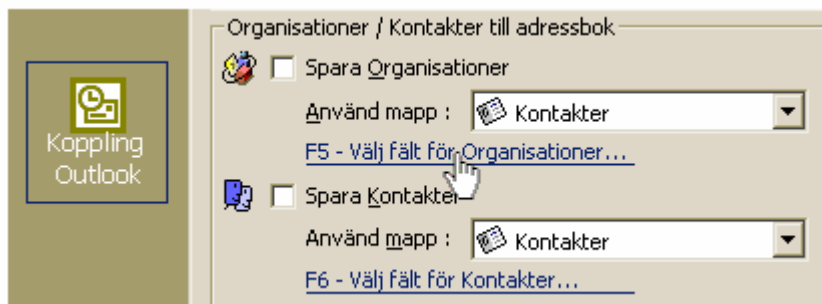 Organisationer / Kontakter till adressbok
Spara Organisationer
Använd mapp : Kontakter
F5 - Välj fält för Organisationer...
Koppling
Outlook
Spara Kontakter
Använd mapp : Kontakter
F6 - Välj fält för Kontakter...